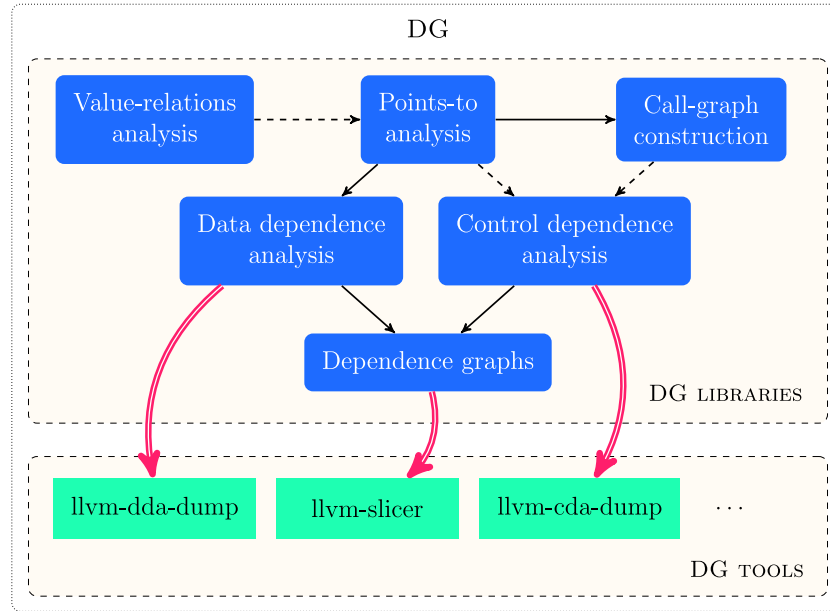 DG
Value-relations
analysis
Points-to
analysis
Call-graph
construction
Data dependence
analysis
Control dependence
analysis
Dependence graphs
DG LIBRARIES
llvm-dda-dump
llvm-slicer
llvm-cda-dump
...
DG TOOLS